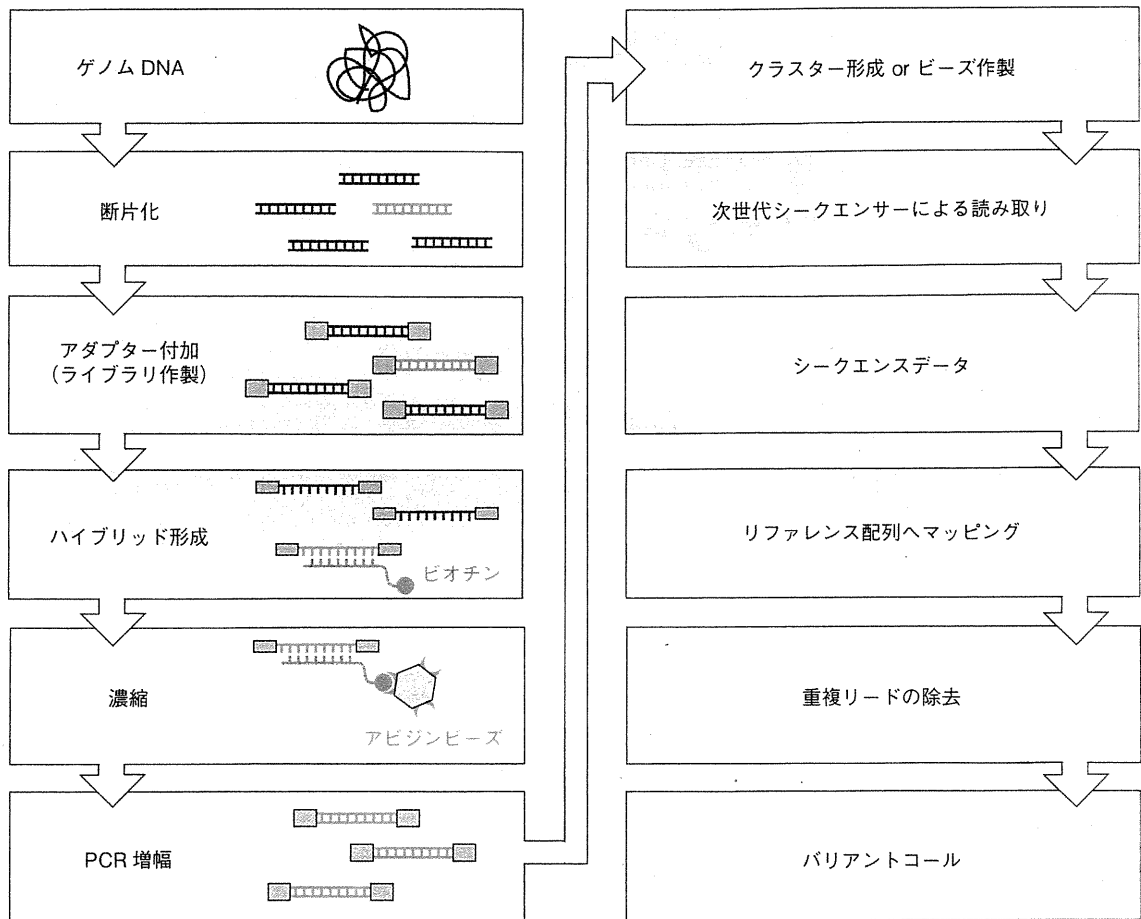 ゲノム DNA
断片化
アダプター付加
（ライブラリ作製）
ハイブリッド形成
ビオチン
濃縮
アビジンビーズ
PCR 増幅
クラスター形成 or ビーズ作製
次世代シークエンサーによる読み取り
シークエンスデータ
リファレンス配列へマッピング
重複リードの除去
バリアントコール